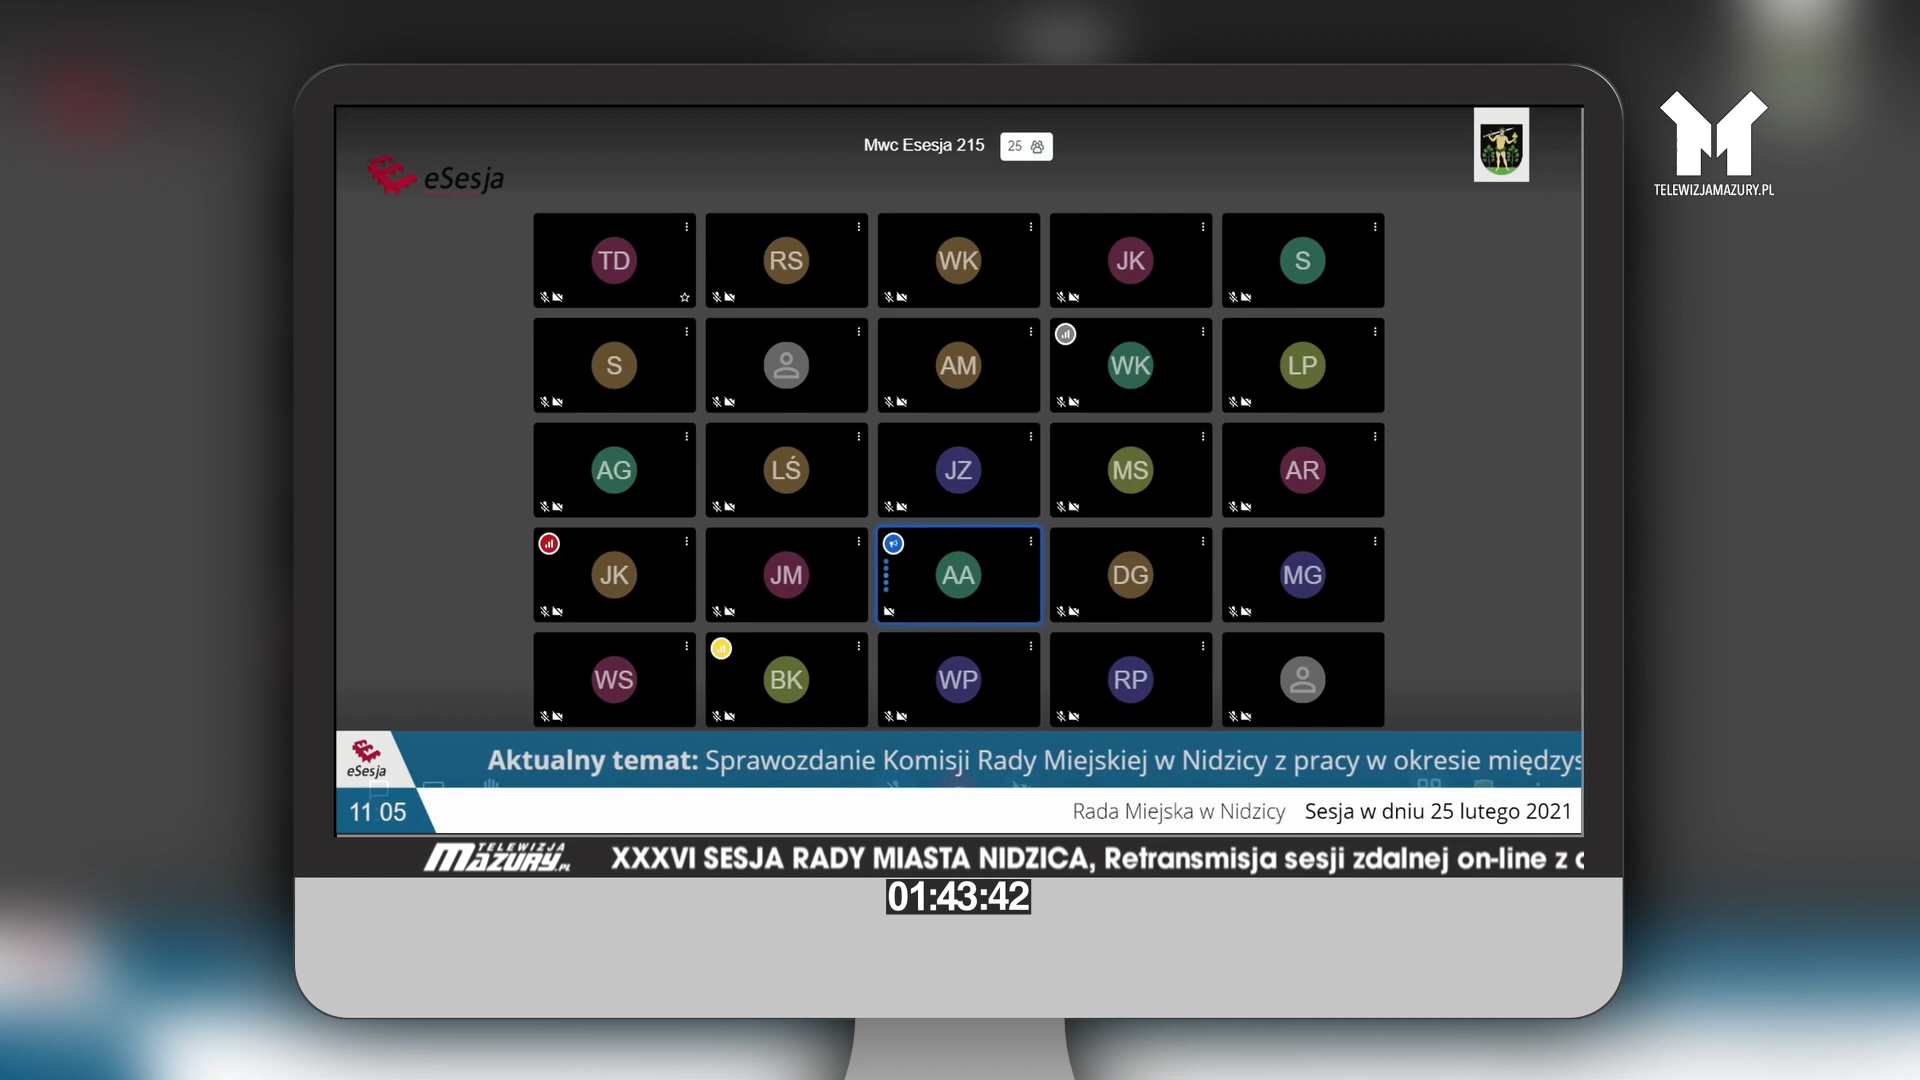 Mwc Esesja 215 25
eSesja
TELEWIZJAMAZURY.PL
TD RS WK JK S
S AM WK LP
AG LŚ JZ MS AR
JK JM AA DG MG
WS BK WP RP
Aktualny temat: Sprawozdanie Komisji Rady Miejskiej w Nidzicy z pracy w okresie międzys
eSesja
11:05
Rada Miejska w Nidzicy Sesja w dniu 25 lutego 2021
TELEWIZJA
MAZURY.PL
XXXVI SESJA RADY MIASTA NIDZICA, Retransmisja sesji zdalnej on-line z
01:43:42